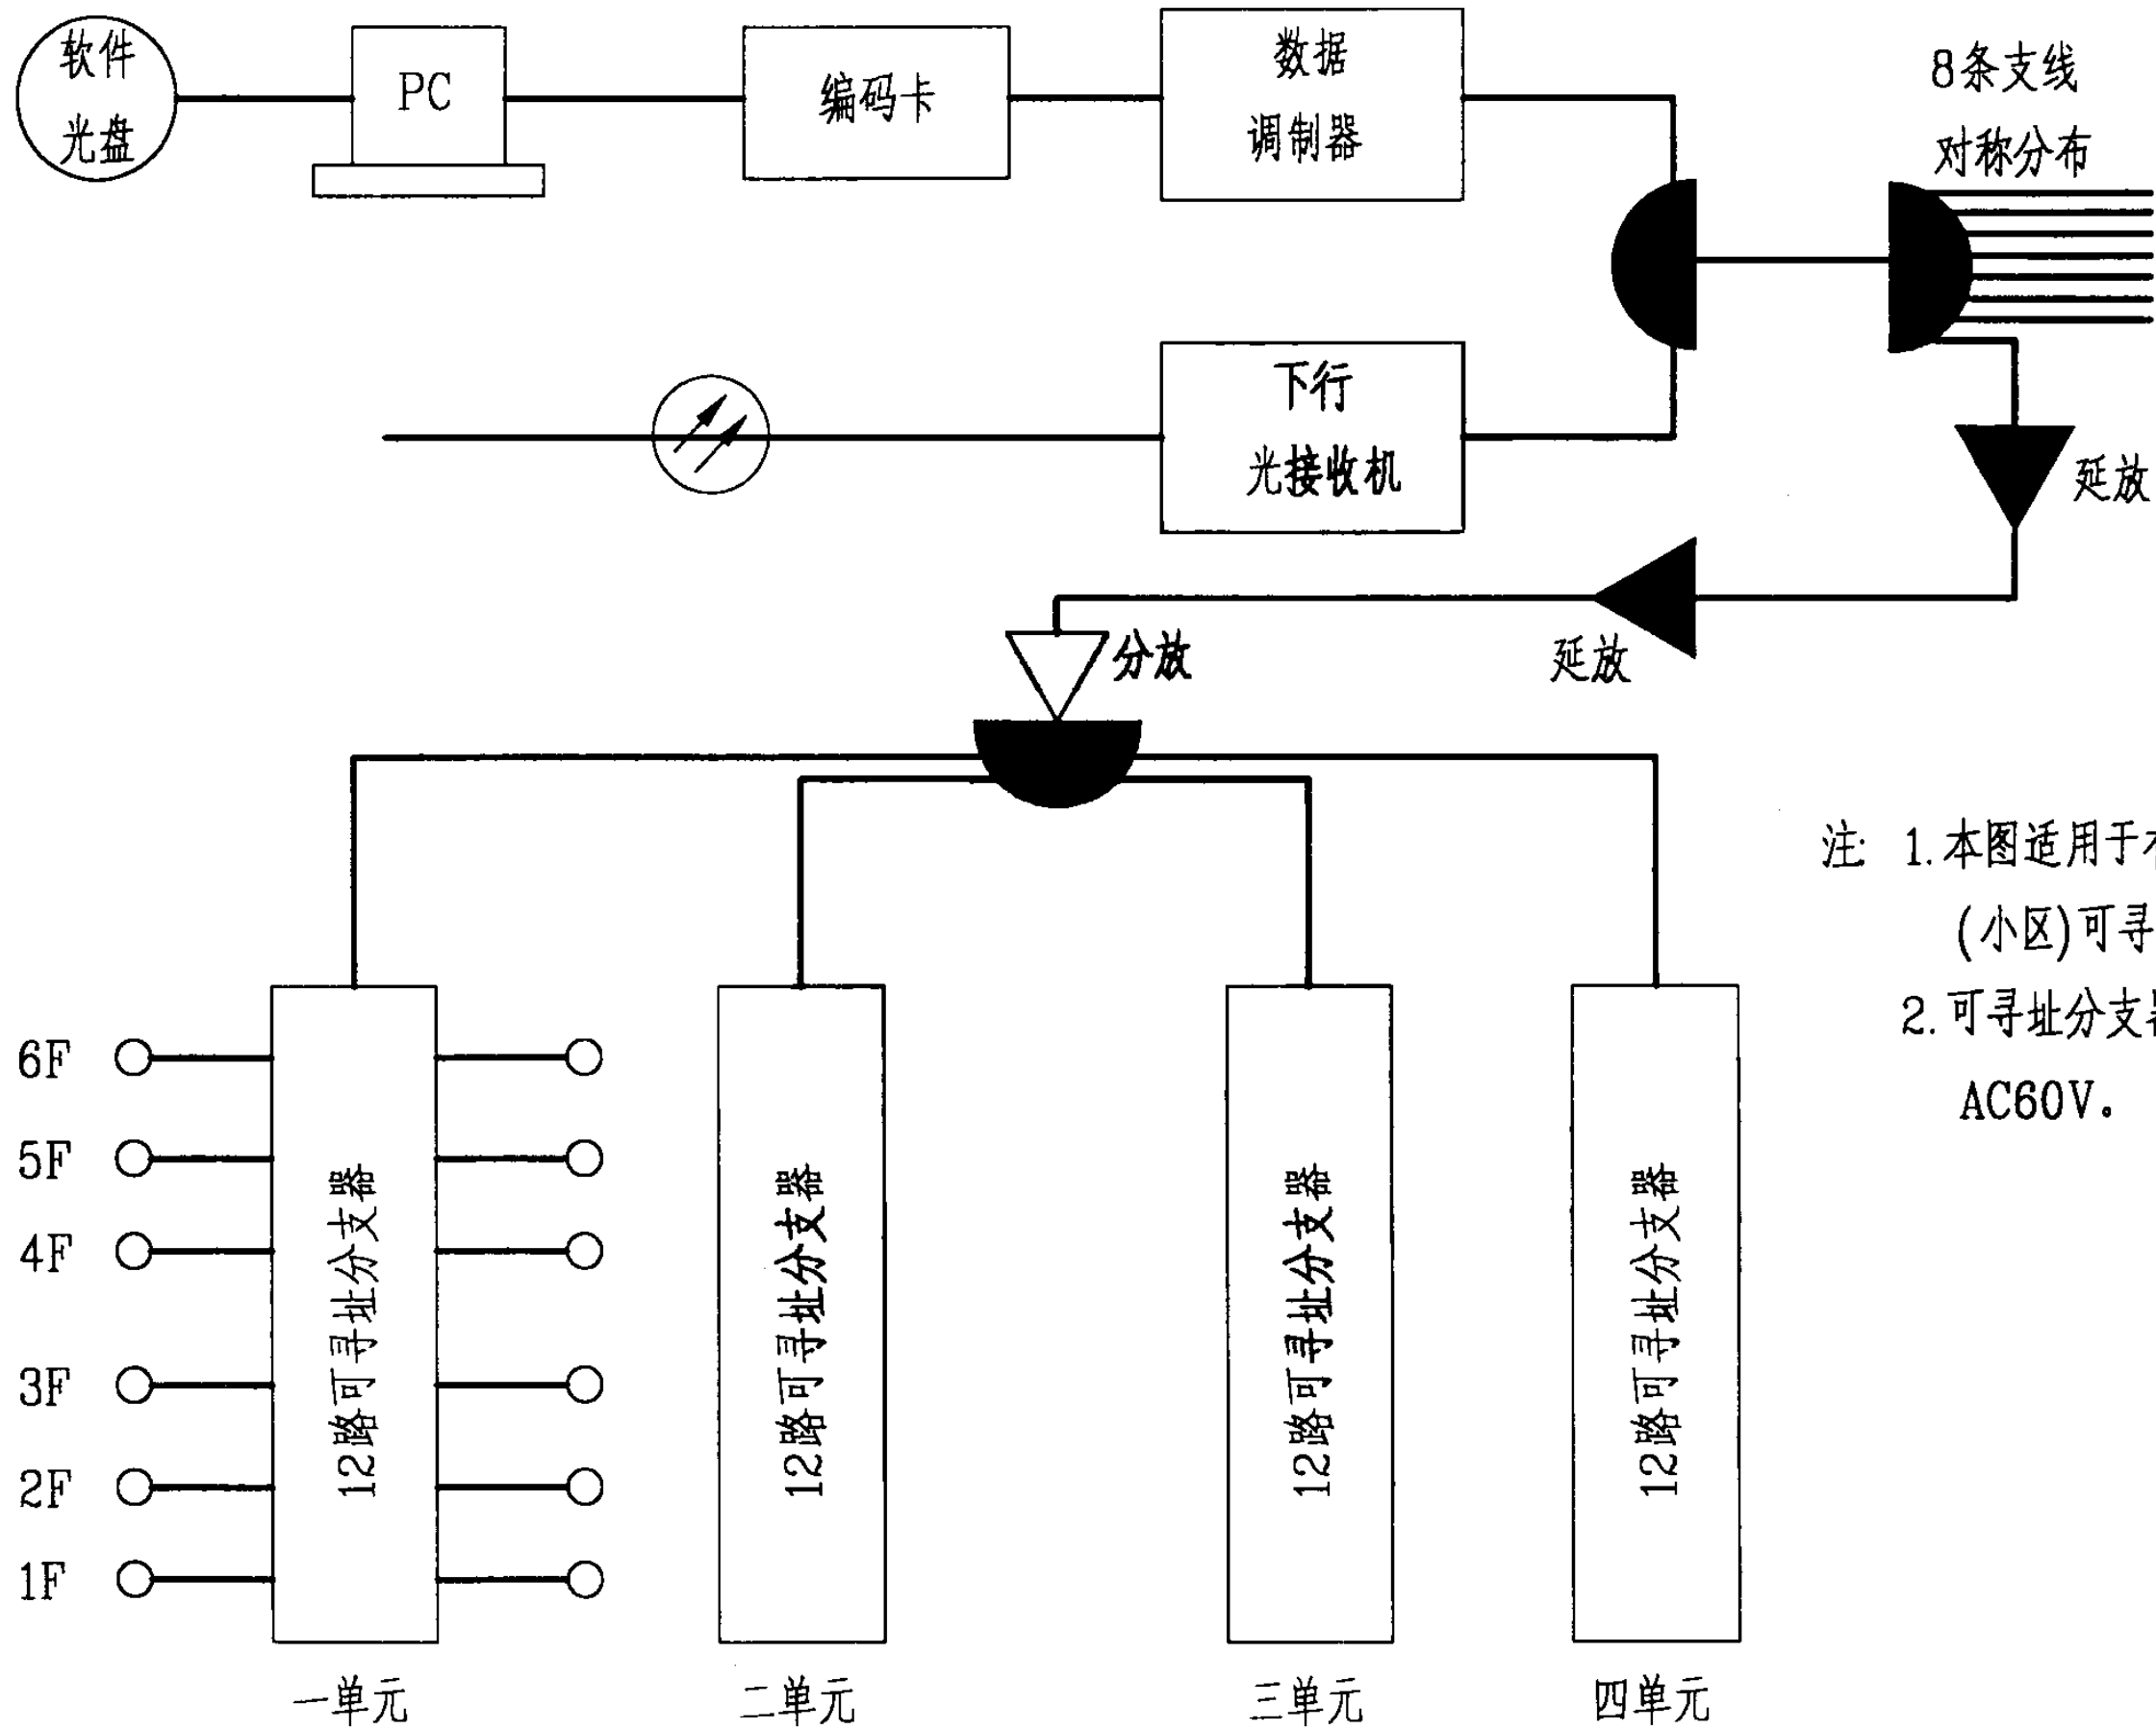 软件
光盘
PC
编码卡
数据
调制器
8条支线
对称分布
下行
光接收机
延放
延放
分放
注: 1.本图适用于
(小区)可寻
2.可寻址分支器
AC60V.
6F
5F
4F
3F
2F
1F
12路可寻址分支器
12路可寻址分支器
12路可寻址分支器
12路可寻址分支器
一单元
二单元
三单元
四单元